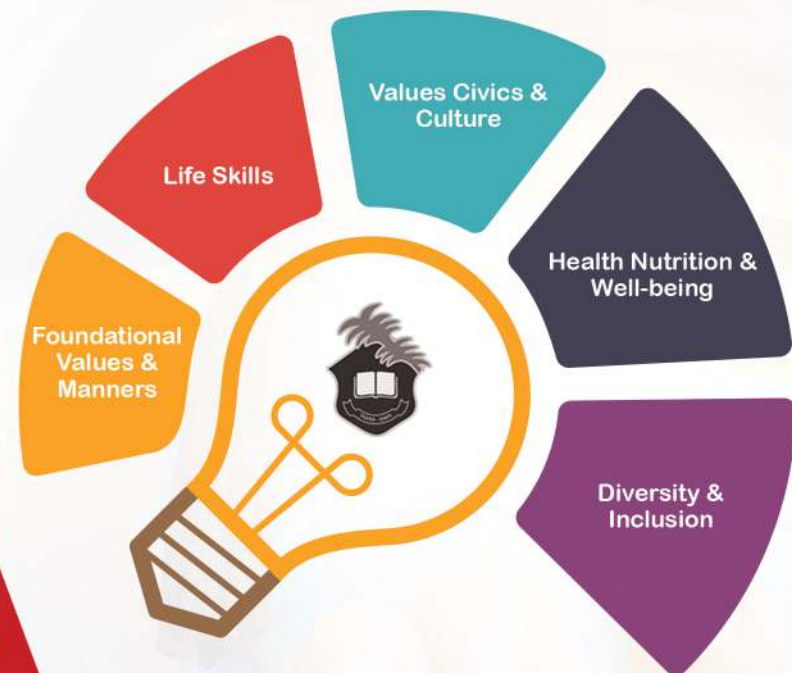 Foundational
Values &
Manners
Life Skills
Values Civics &
Culture
Health Nutrition &
Well-being
Diversity &
Inclusion